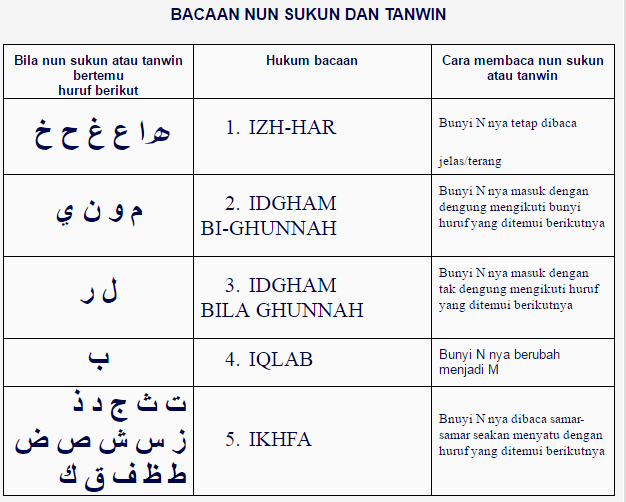 BACAAN NUN SUKUN DAN TANWIN
Bila nun sukun atau tanwin
bertemu
huruf berikut
Hukum bacaan
Cara membaca nun sukun
atau tanwin
ه ا ع غ ح خ
1. IZH-HAR
Bunyi N nya tetap dibaca
jelas/terang
م و ن ي
2. IDGHAM
BI-GHUNNAH
Bunyi N nya masuk dengan
dengung mengikuti bunyi
huruf yang ditemui berikutnya
ل ر
3. IDGHAM
BILA GHUNNAH
Bunyi N nya masuk dengan
tak dengung mengikuti huruf
yang ditemui berikutnya
ب
4. IQLAB
Bunyi N nya berubah
menjadi M
ت ث ج د ذ
ز س ش ص ض
ط ظ ف ق ك
5. IKHFA
Bnuyi N nya dibaca samar-
samar seakan menyatu dengan
huruf yang ditemui berikutnya